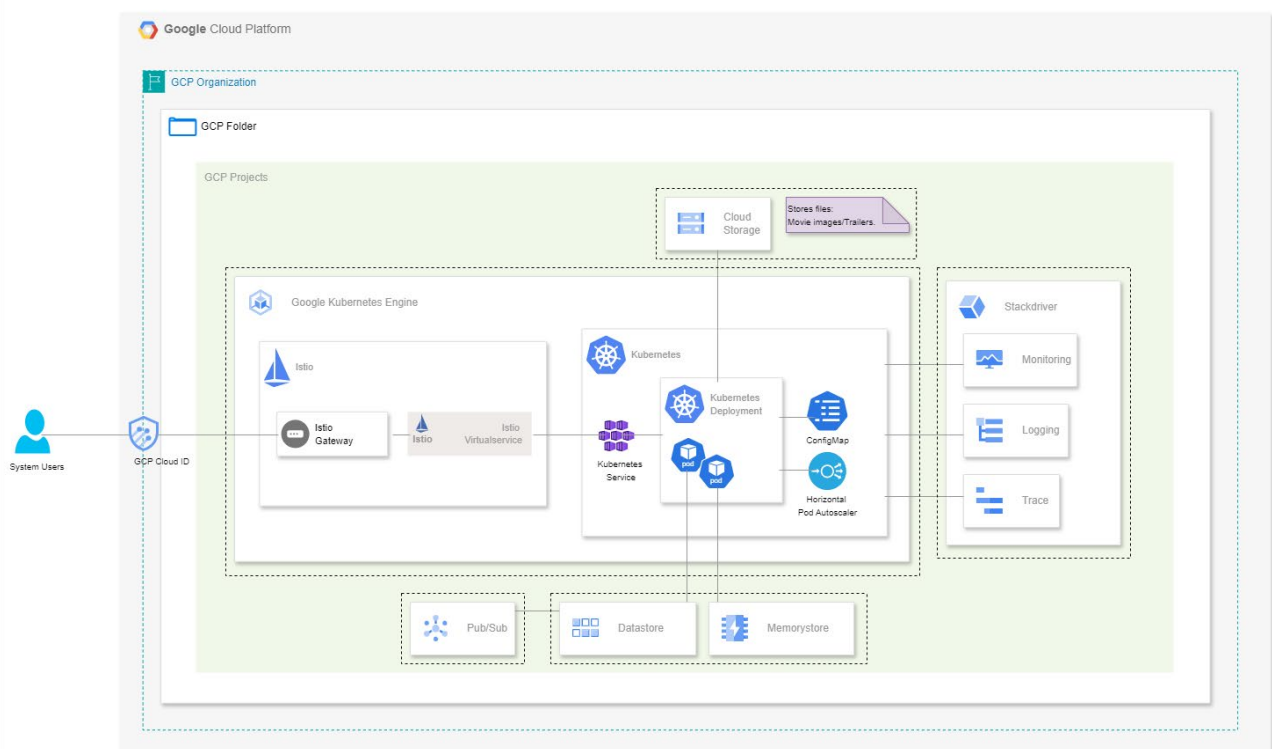 Google Cloud Platform
GCP Organization
GCP Folder
GCP Projects
Cloud
Storage
Stores files:
Movie images/Trailers.
Google Kubernetes Engine
Stackdriver
Istio
Kubernetes
Monitoring
Kubernetes
Deployment
Istio
Gateway
Istio
Istio
Virtualservice
ConfigMap
Logging
System Users
GCP Cloud ID
Kubernetes
Service
pod
pod
Horizontal
Pod Autoscaler
Trace
Pub/Sub
Datastore
Memorystore